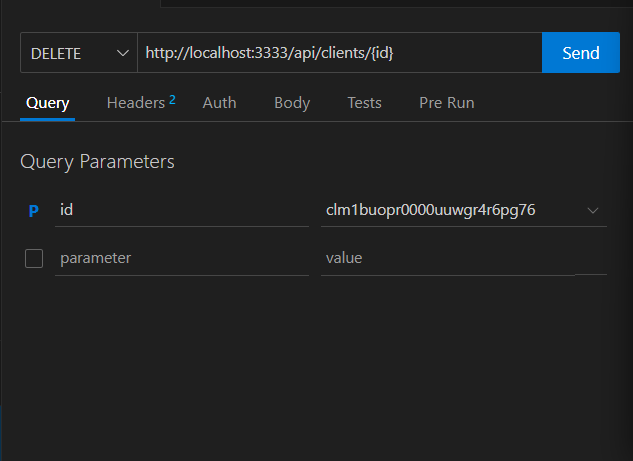 DELETE http://localhost:3333/api/clients/{id} Send
Query Headers 2 Auth Body Tests Pre Run
Query Parameters
P id clm1buopr0000uuwgr4r6pg76
parameter value